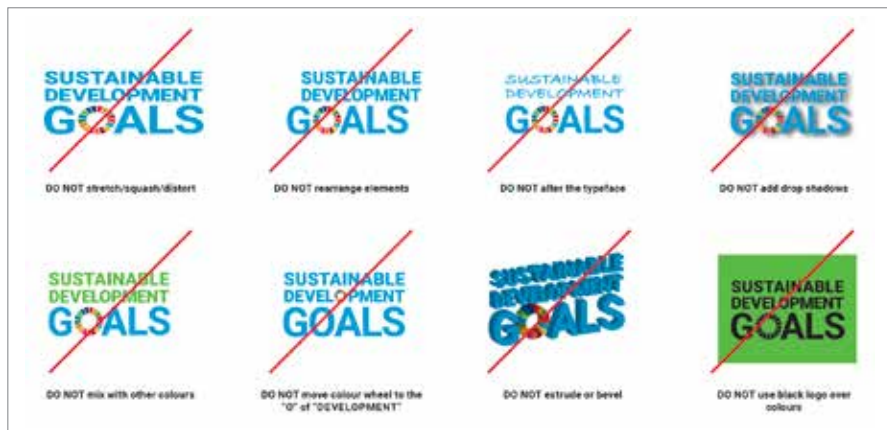 SUSTAINABLE
DEVELOPMENT
GOALS
DO NOT stretch/squash/distort
SUSTAINABLE
DEVELOPMENT
GOALS
DO NOT rearrange elements
SUSTAINABLE
DEVELOPMENT
GOALS
DO NOT alter the typeface
SUSTAINABLE
DEVELOPMENT
GOALS
DO NOT add drop shadows
SUSTAINABLE
DEVELOPMENT
GOALS
DO NOT mix with other colours
SUSTAINABLE
DEVELOPMENT
GOALS
DO NOT move colour wheel to the
"O" of "DEVELOPMENT"
SUSTAINABLE
DEVELOPMENT
GOALS
DO NOT extrude or bevel
SUSTAINABLE
DEVELOPMENT
GOALS
DO NOT use black logo over
colours